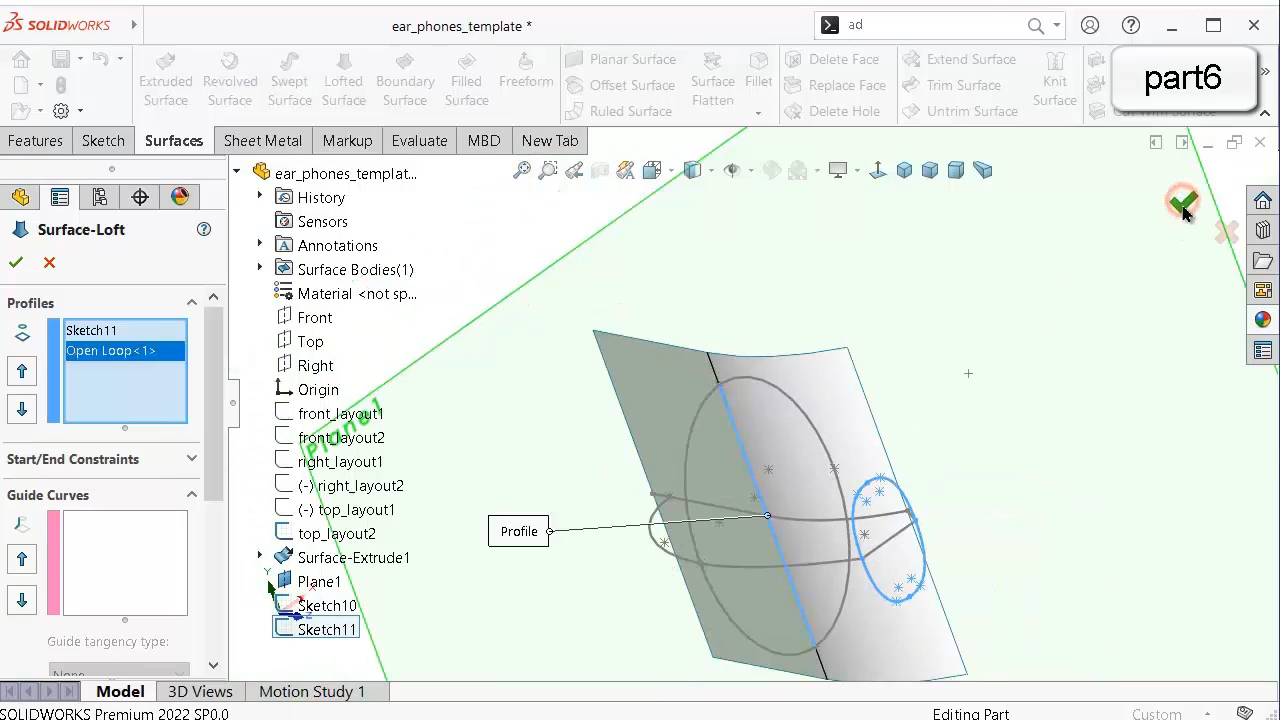 SOLIDWORKS
ear_phones_template *
ad
part6
Extruded Surface
Revolved Surface
Swept Surface
Lofted Surface
Boundary Surface
Filled Surface
Freeform
Planar Surface
Offset Surface
Ruled Surface
Surface Flatten
Fillet
Delete Face
Replace Face
Delete Hole
Extend Surface
Trim Surface
Untrim Surface
Knit Surface
Features
Sketch
Surfaces
Sheet Metal
Markup
Evaluate
MBD
New Tab
Surface-Loft
Profiles
Sketch11
Open Loop<1>
Start/End Constraints
Guide Curves
Guide tangency type:
None
ear_phones_templat...
History
Sensors
Annotations
Surface Bodies(1)
Material <not sp...
Front
Top
Right
Origin
front_layout1
front_layout2
right_layout1
(-) right_layout2
(-) top_layout1
top_layout2
Surface-Extrude1
Plane1
Sketch10
Sketch11
Plane1
Profile
Model
3D Views
Motion Study 1
SOLIDWORKS Premium 2022 SP0.0
Editing Part
Custom